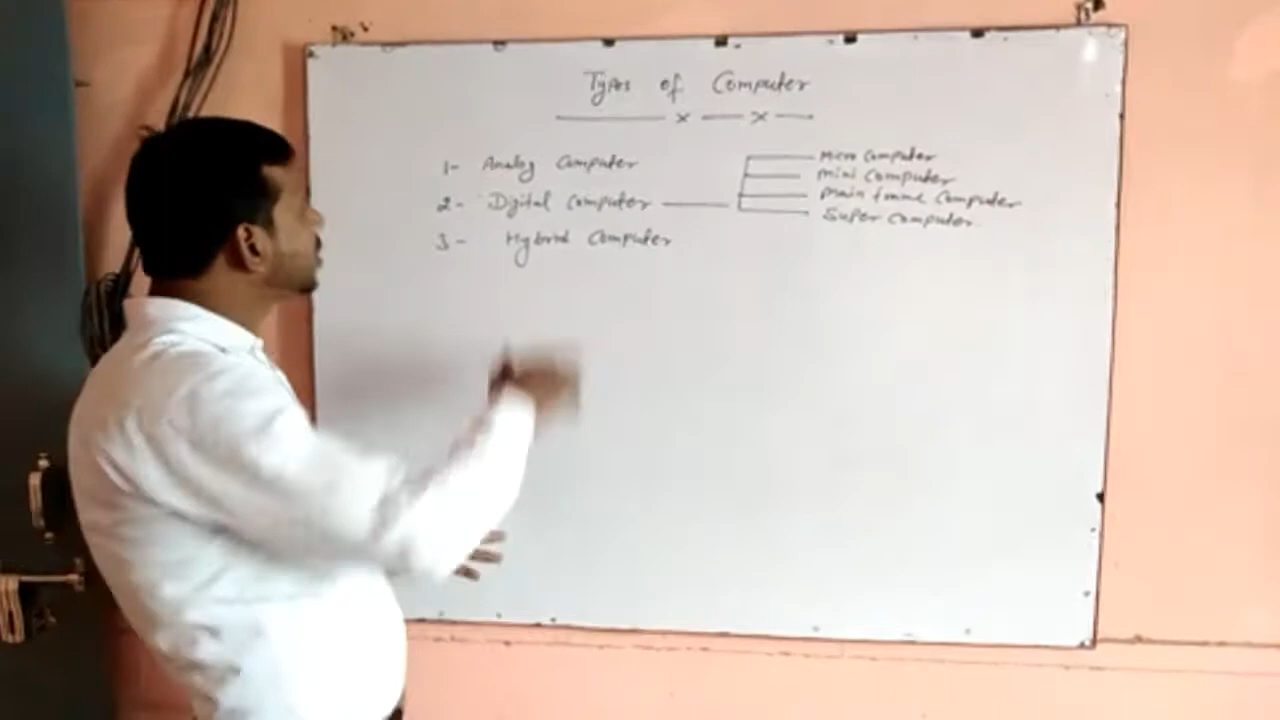 Types of Computer
1- Analog Computer
2- Digital Computer
3- Hybrid Computer
Micro Computer
Mini Computer
Main frame Computer
Super Computer